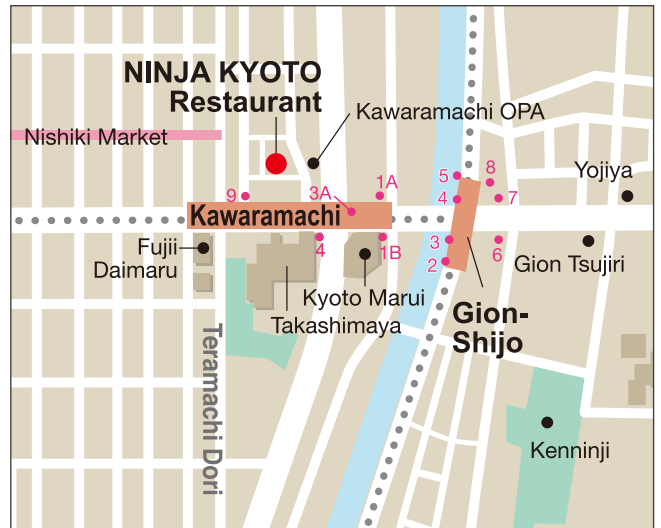 NINJA KYOTO
Restaurant
Kawaramachi OPA
Nishiki Market
Yojiya
5
8
9
3A
1A
4
7
Kawaramachi
Fujii
Daimaru
4
1B
3
6
2
Gion Tsujiri
Kyoto Marui
Takashimaya
Gion-
Shijo
Teramachi Dori
Kenninji